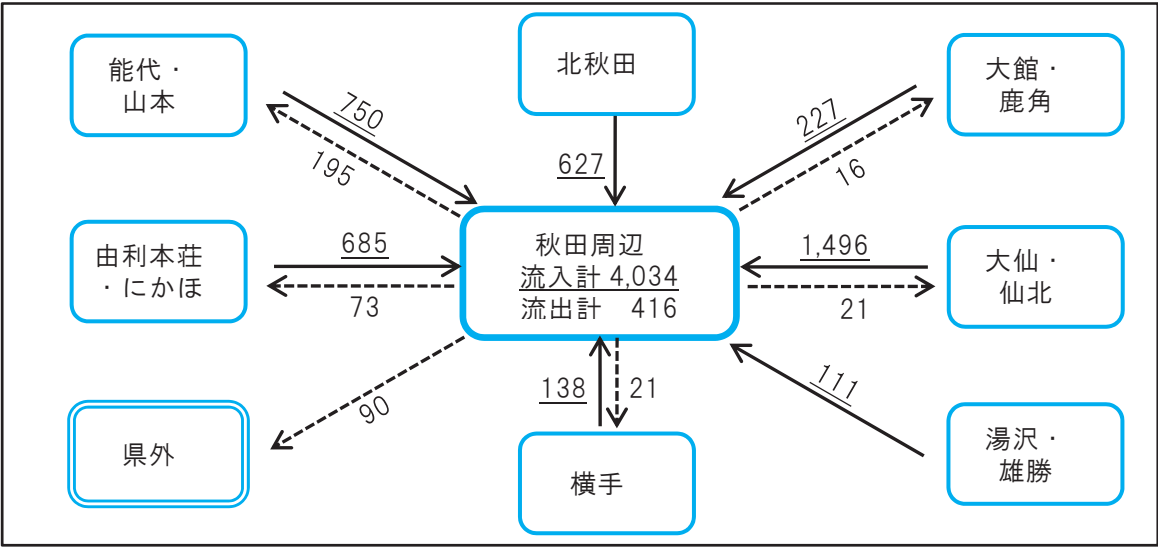 能代・
山本
北秋田
大館・
鹿角
750
195
627
227
16
由利本荘
・にかほ
685
73
秋田周辺
流入計 4,034
流出計 416
1,496
21
大仙・
仙北
県外
90
138
21
横手
111
湯沢・
雄勝